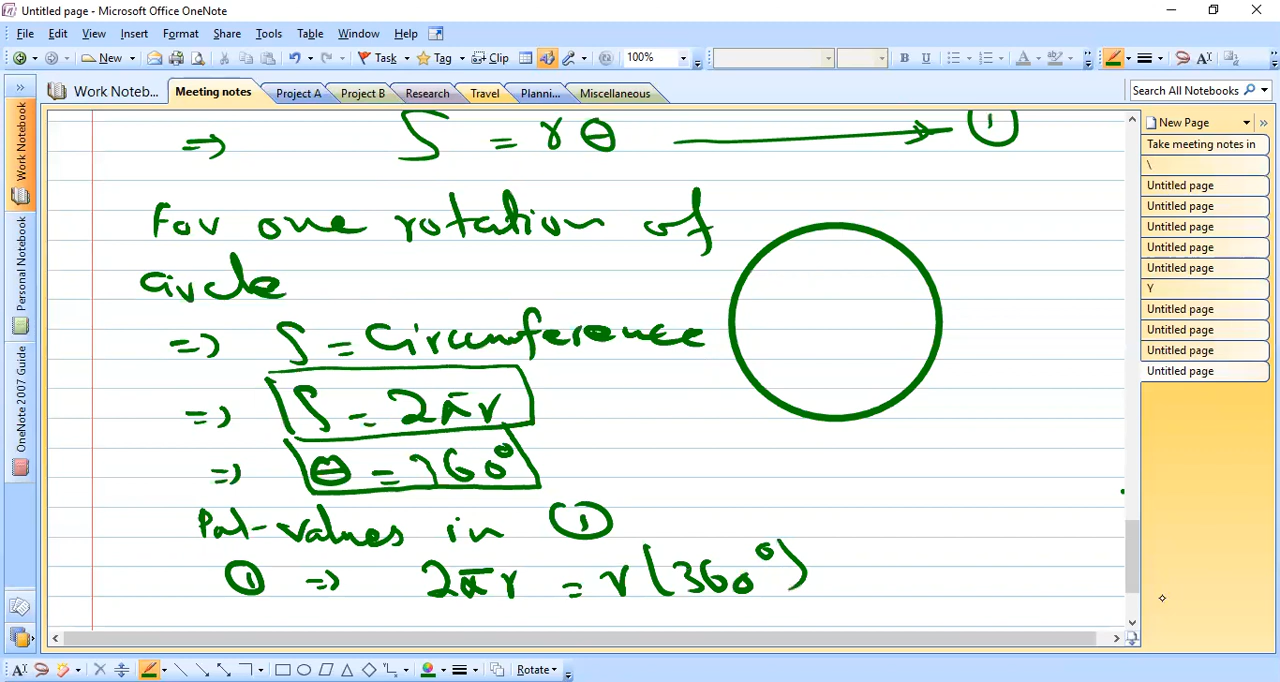 Untitled page - Microsoft Office OneNote
File Edit View Insert Format Share Tools Table Window Help
New Task Tag Clip 100% B U A
Work Noteb... Meeting notes Project A Project B Research Travel Planni... Miscellaneous Search All Notebooks
New Page
Take meeting notes in
\
Untitled page
Untitled page
Untitled page
Untitled page
Untitled page
Y
Untitled page
Untitled page
Untitled page
Untitled page
Work Notebook
Personal Notebook
OneNote 2007 Guide
⇒ S = rθ → ①
For one rotation of
circle
⇒ S = Circumference
⇒ S = 2πr
⇒ θ = 360°
Put values in ①
① ⇒ 2πr = r(360°)
Rotate